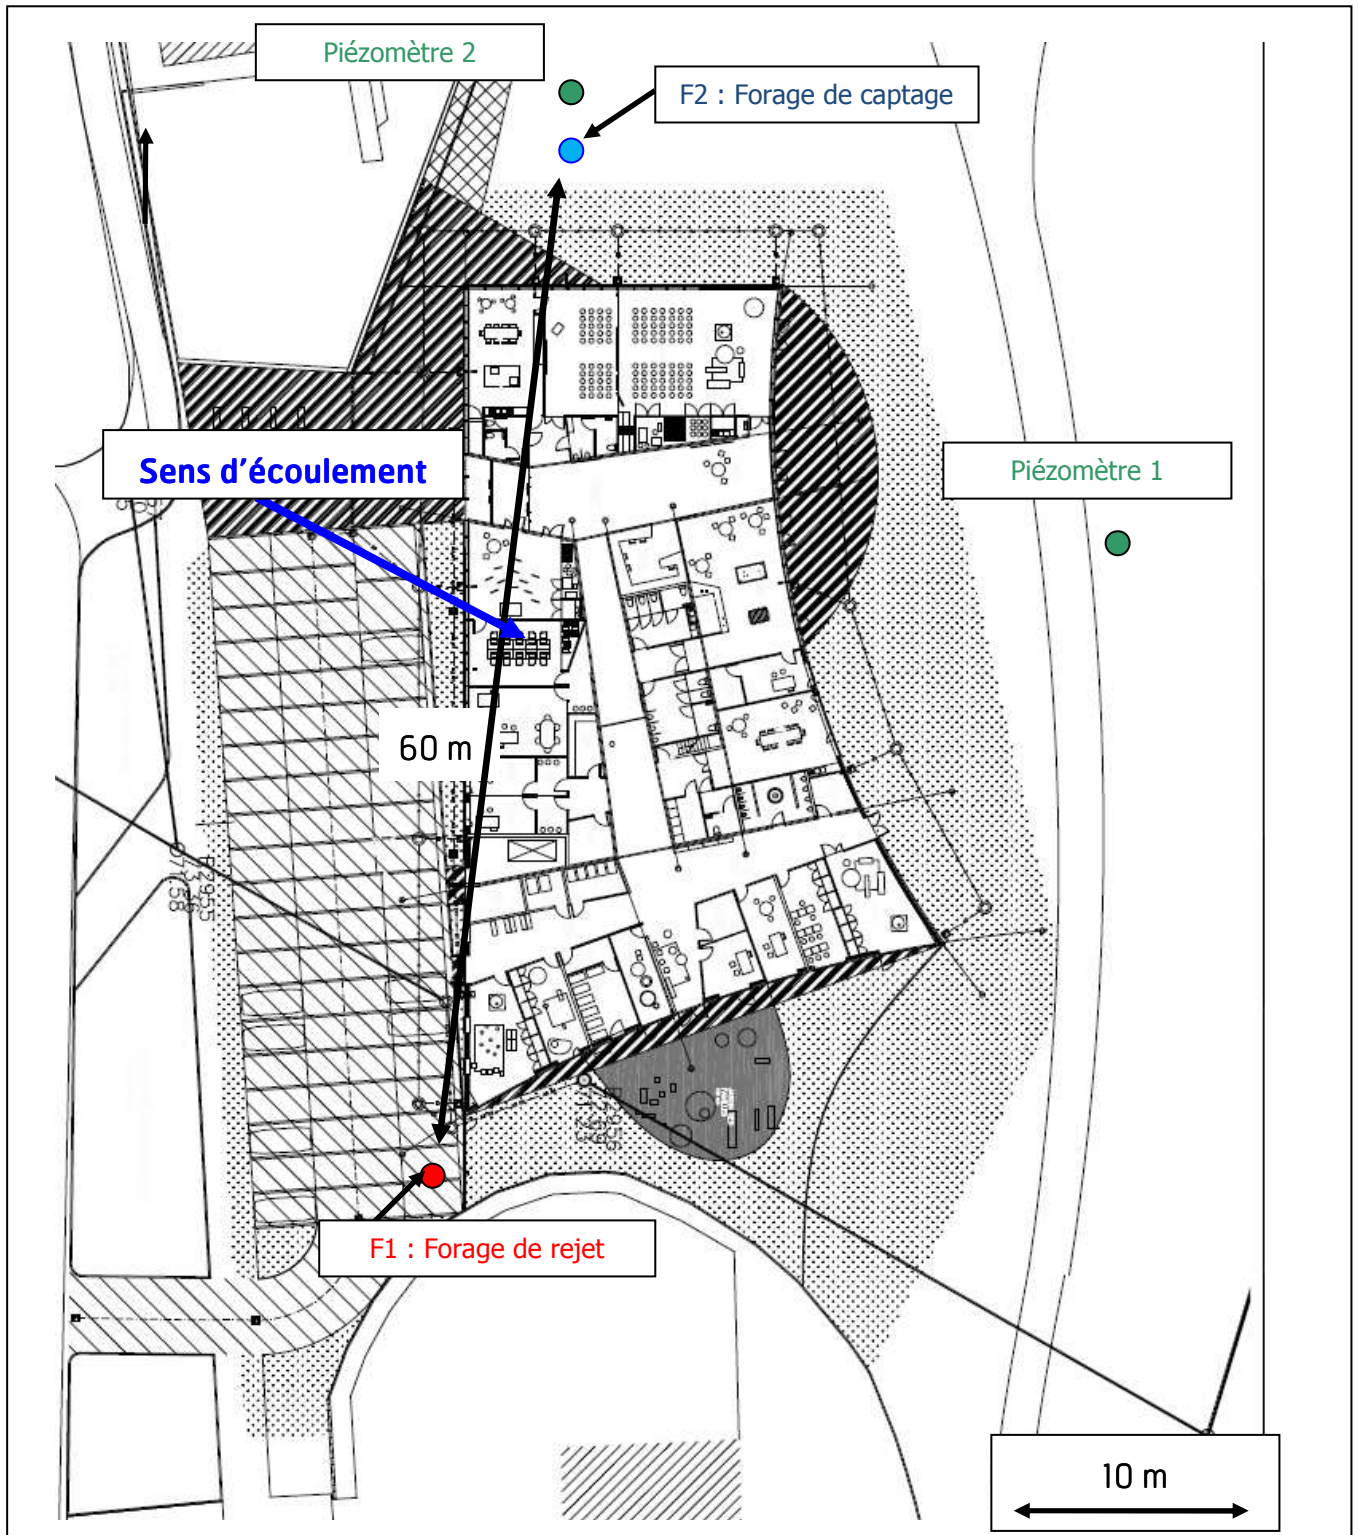 Piézomètre 2
F2 : Forage de captage
Sens d'écoulement
Piézomètre 1
60 m
F1 : Forage de rejet
10 m